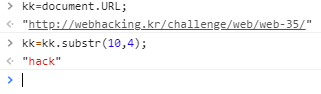 > kk=document.URL;
< "http://webhacking.kr/challenge/web/web-35/"
> kk=kk.substr(10,4);
< "hack"
>